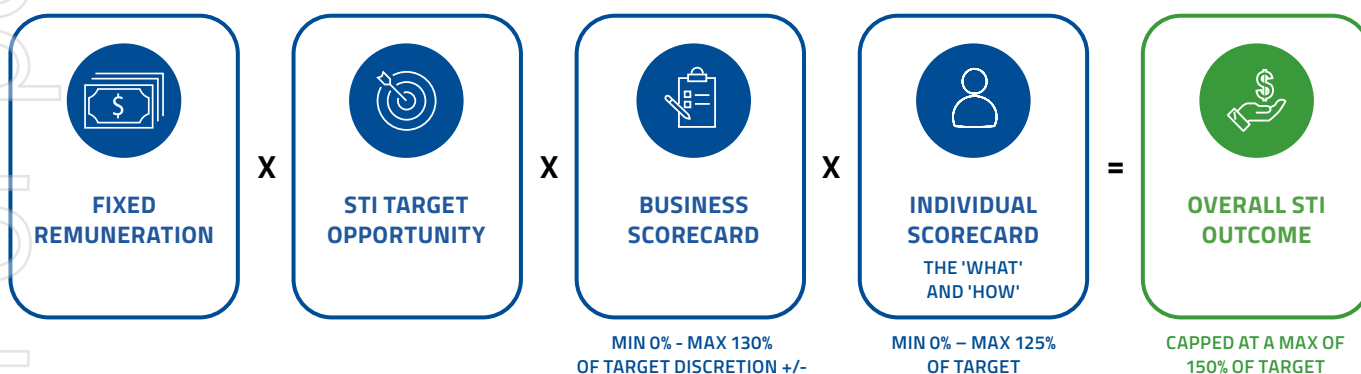 $
$
X
X
X
=
FIXED
REMUNERATION
STI TARGET
OPPORTUNITY
BUSINESS
SCORECARD
INDIVIDUAL
SCORECARD
THE 'WHAT'
AND 'HOW'
OVERALL STI
OUTCOME
MIN 0% - MAX 130%
OF TARGET DISCRETION +/-
MIN 0% – MAX 125%
OF TARGET
CAPPED AT A MAX OF
150% OF TARGET